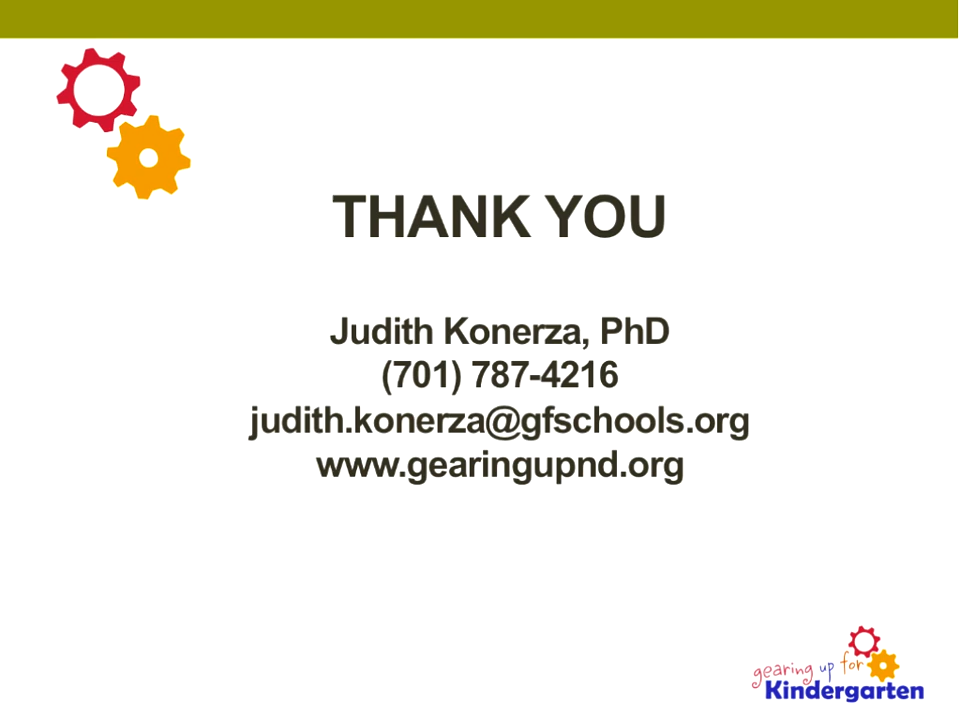 THANK YOU
Judith Konerza, PhD
(701) 787-4216
judith.konerza@gfschools.org
www.gearingupnd.org
gearing up for
Kindergarten